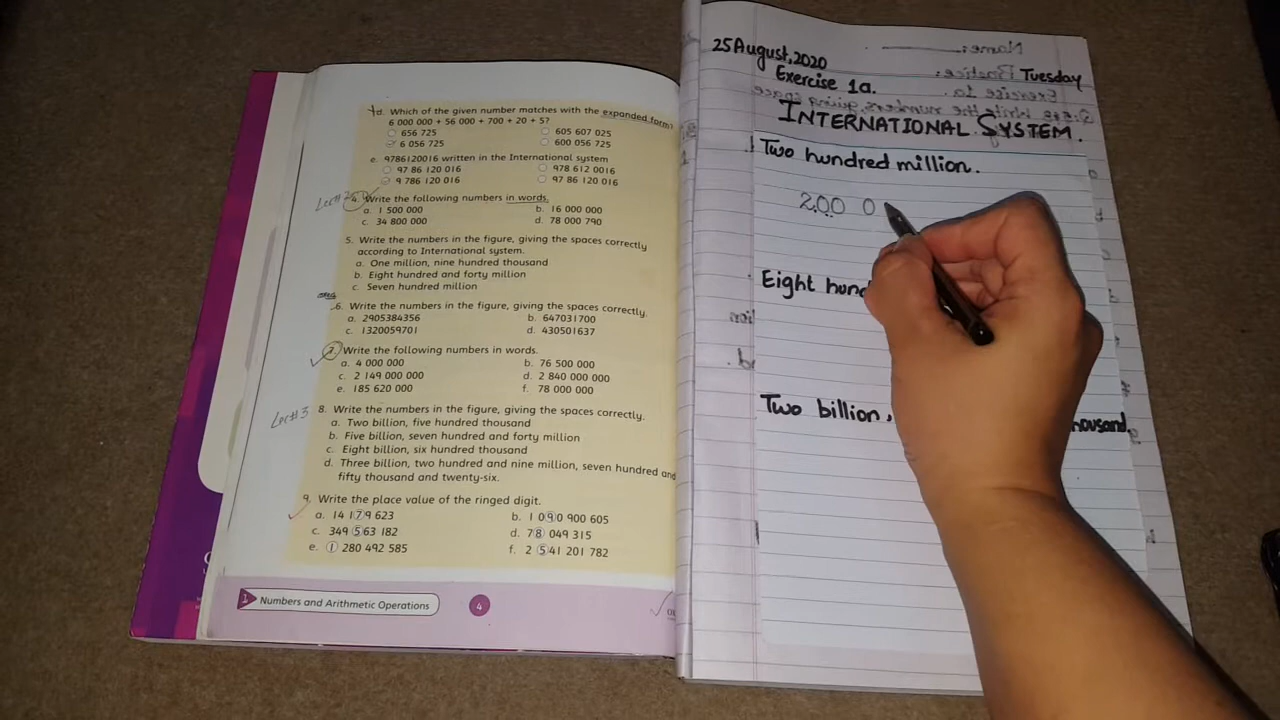 d. Which of the given number matches with the expanded form?
6 000 000 + 56 000 + 700 + 20 + 5?
656 725 605 607 025
6 056 725 600 056 725
e. 9786120016 written in the International system
97 86 120 016 978 612 0016
9 786 120 016 97 86 120 016
Lect#2 4. Write the following numbers in words.
a. 1 500 000 b. 16 000 000
c. 34 800 000 d. 78 000 790
5. Write the numbers in the figure, giving the spaces correctly
according to International system.
a. One million, nine hundred thousand
b. Eight hundred and forty million
c. Seven hundred million
6. Write the numbers in the figure, giving the spaces correctly.
a. 2905384356 b. 647031700
c. 1320059701 d. 430501637
7. Write the following numbers in words.
a. 4 000 000 b. 76 500 000
c. 2 149 000 000 d. 2 840 000 000
e. 185 620 000 f. 78 000 000
Lect#3 8. Write the numbers in the figure, giving the spaces correctly.
a. Two billion, five hundred thousand
b. Five billion, seven hundred and forty million
c. Eight billion, six hundred thousand
d. Three billion, two hundred and nine million, seven hundred and
fifty thousand and twenty-six.
9. Write the place value of the ringed digit.
a. 14 179 623 b. 1 090 900 605
c. 349 563 182 d. 78 049 315
e. 1 280 492 585 f. 2 541 201 782
1 Numbers and Arithmetic Operations 4
25 August, 2020 Tuesday
Exercise 1a.
INTERNATIONAL SYSTEM.
Two hundred million.
200 0
Eight
Two billion,